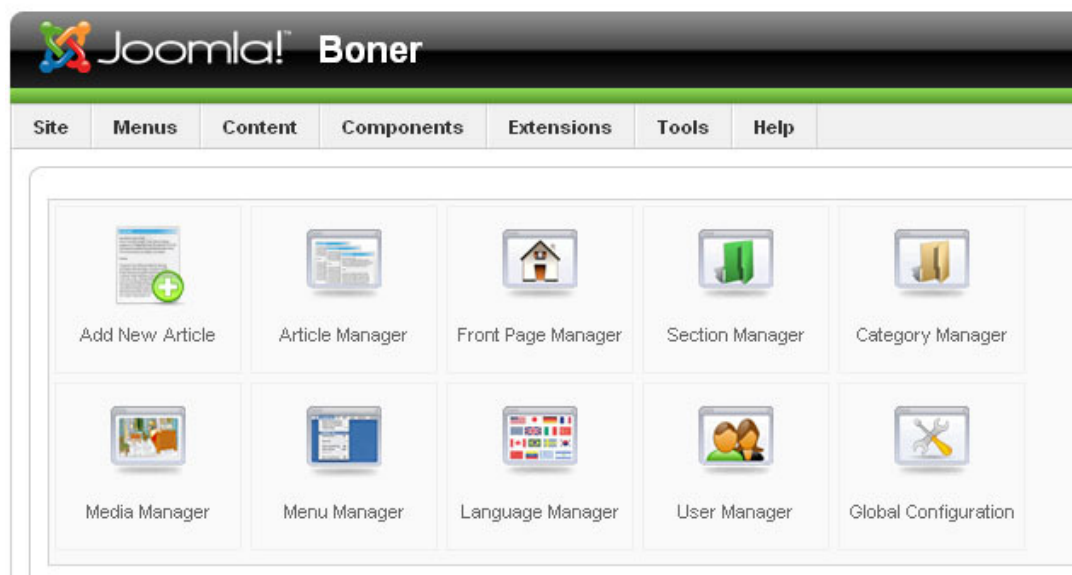 Joomla!™ Boner
Site Menus Content Components Extensions Tools Help
Add New Article Article Manager Front Page Manager Section Manager Category Manager
Media Manager Menu Manager Language Manager User Manager Global Configuration